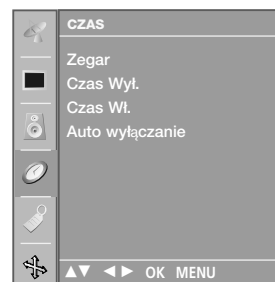 CZAS
Zegar
Czas Wył.
Czas Wł.
Auto wyłączanie
▲▼ ◄► OK MENU